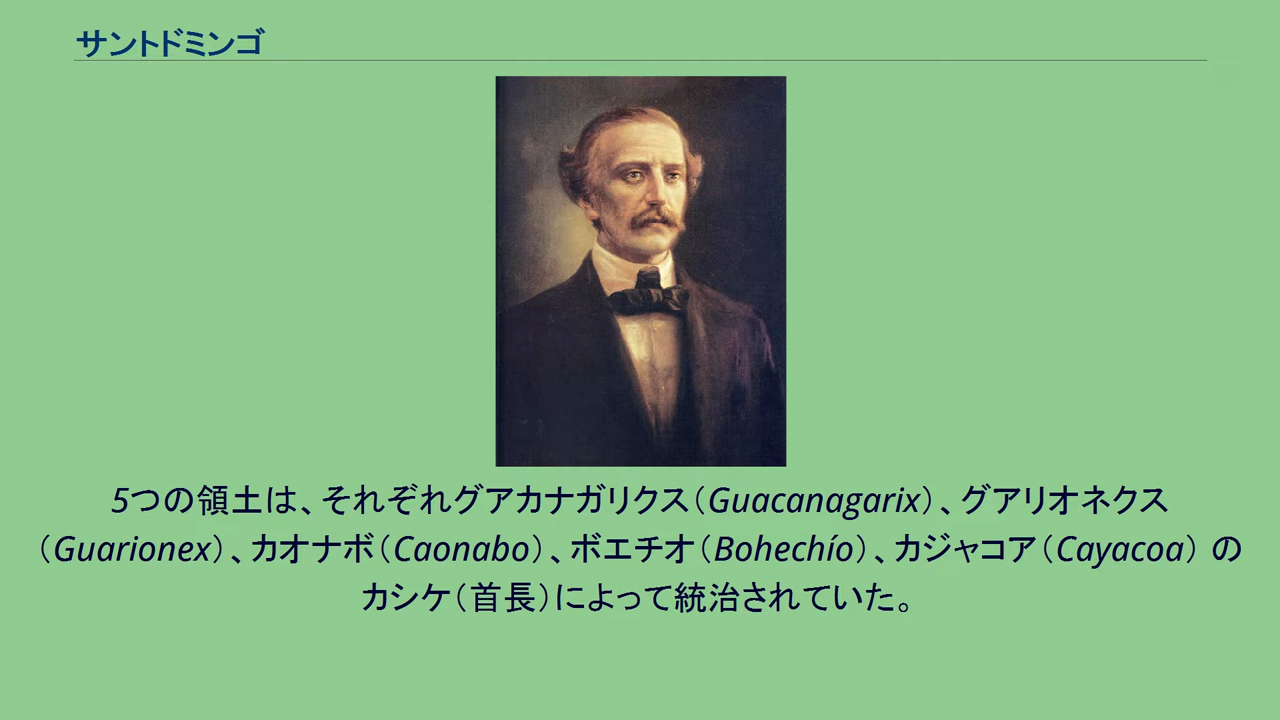 サントドミンゴ
5つの領土は、それぞれグアカナガリクス（Guacanagarix）、グアリオネクス
（Guarionex）、カオナボ（Caonabo）、ボエチオ（Bohechío）、カジャコア（Cayacoa） の
カシケ（首長）によって統治されていた。